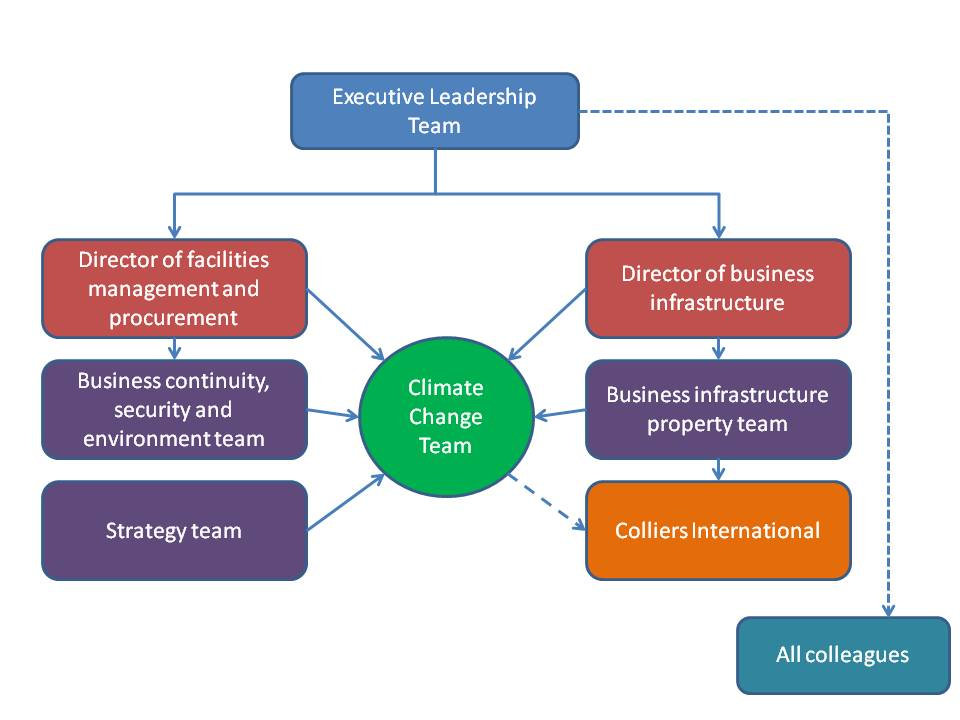 Executive Leadership
Team
Director of facilities
management and
procurement
Director of business
infrastructure
Business continuity,
security and
environment team
Climate
Change
Team
Business infrastructure
property team
Strategy team
Colliers International
All colleagues